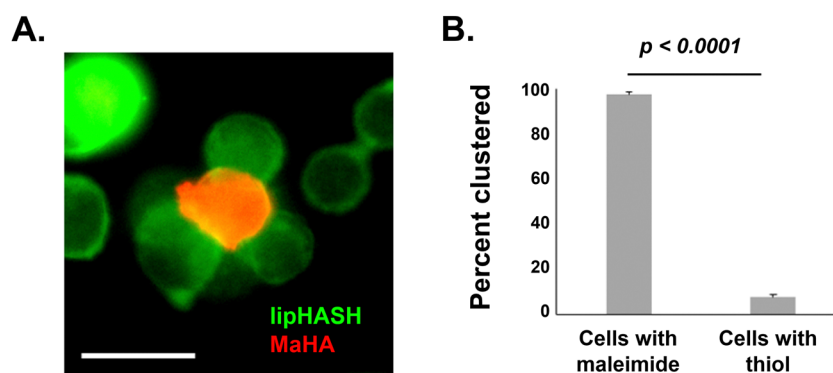 A.
lipHASH
MaHA
B.
p < 0.0001
Percent clustered
100
80
60
40
20
0
Cells with
maleimide
Cells with
thiol